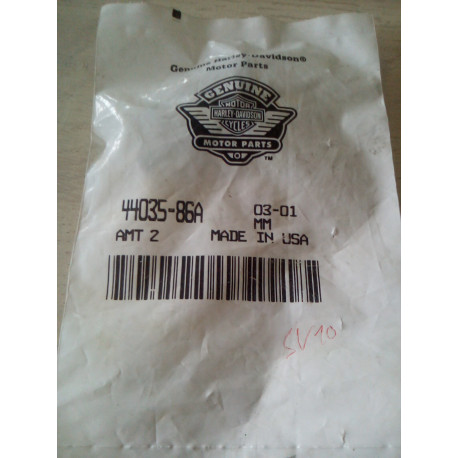 Genuine Harley-Davidson®
Motor Parts
GENUINE
MOTOR
HARLEY-DAVIDSON
CYCLES
MOTOR PARTS
44035-86A 03-01
MM
AMT 2 MADE IN USA
SV10